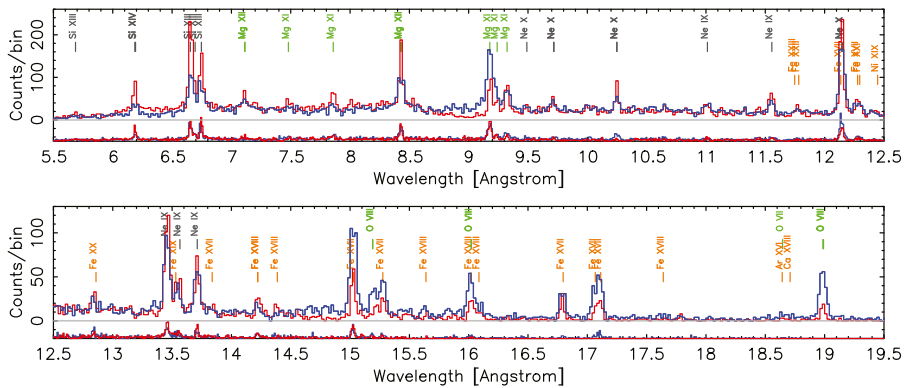 Si XIII
Si XIV
Si XIII
Si XIII
Mg XII
Mg XI
Mg XI
Mg XII
Mg XI
Mg XI
Mg XI
Ne X
Ne X
Ne X
Ne IX
Ne IX
Ne X
Fe XVII
Ni XIX
Counts/bin
0
100
200
5.5 6 6.5 7 7.5 8 8.5 9 9.5 10 10.5 11 11.5 12 12.5
Wavelength [Angstrom]
Fe XX
Ne IX
Fe XIX
Ne IX
Ne IX
Fe XVII
Fe XVIII
Fe XVIII
Fe XVII
O VIII
Fe XVII
Fe XVIII
O VIII
Fe XVIII
Fe XVIII
Fe XVII
Fe XVII
Fe XVII
Fe XVIII
O VII
Ar XVI
Ca XVIII
O VIII
Counts/bin
0
50
100
12.5 13 13.5 14 14.5 15 15.5 16 16.5 17 17.5 18 18.5 19 19.5
Wavelength [Angstrom]